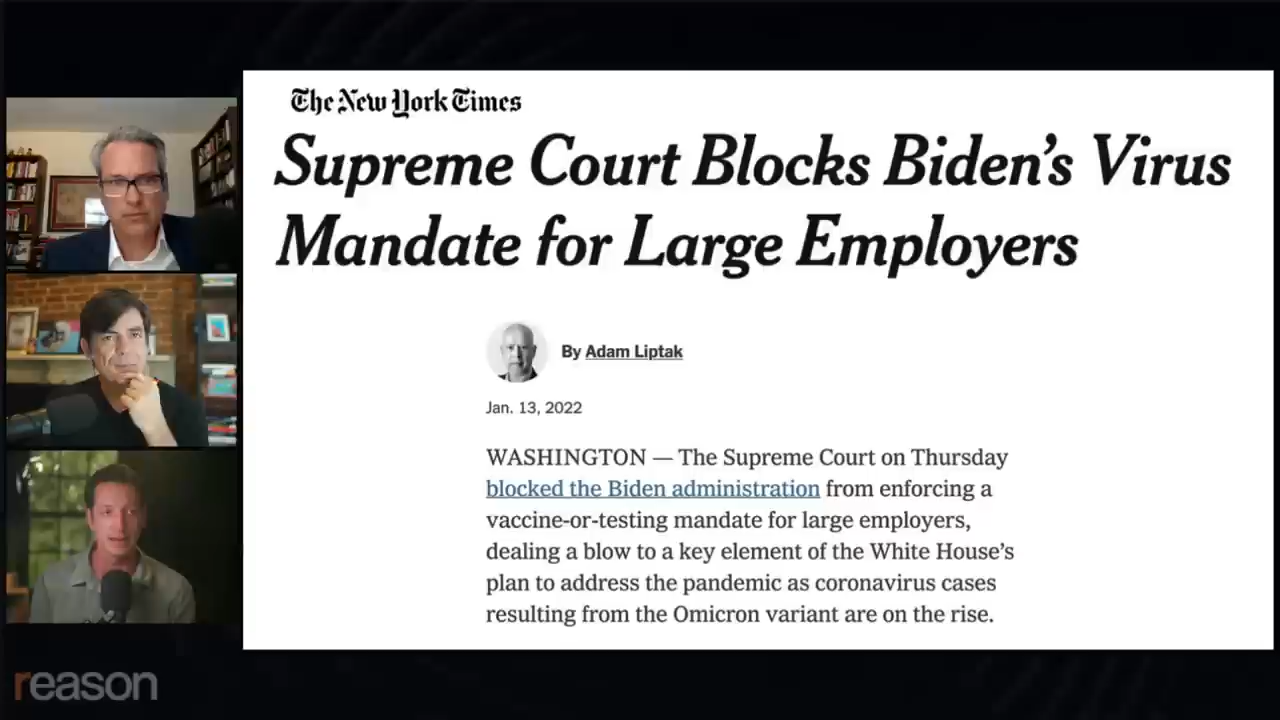 The New York Times
Supreme Court Blocks Biden’s Virus
Mandate for Large Employers
By Adam Liptak
Jan. 13, 2022
WASHINGTON — The Supreme Court on Thursday
blocked the Biden administration from enforcing a
vaccine-or-testing mandate for large employers,
dealing a blow to a key element of the White House’s
plan to address the pandemic as coronavirus cases
resulting from the Omicron variant are on the rise.
reason